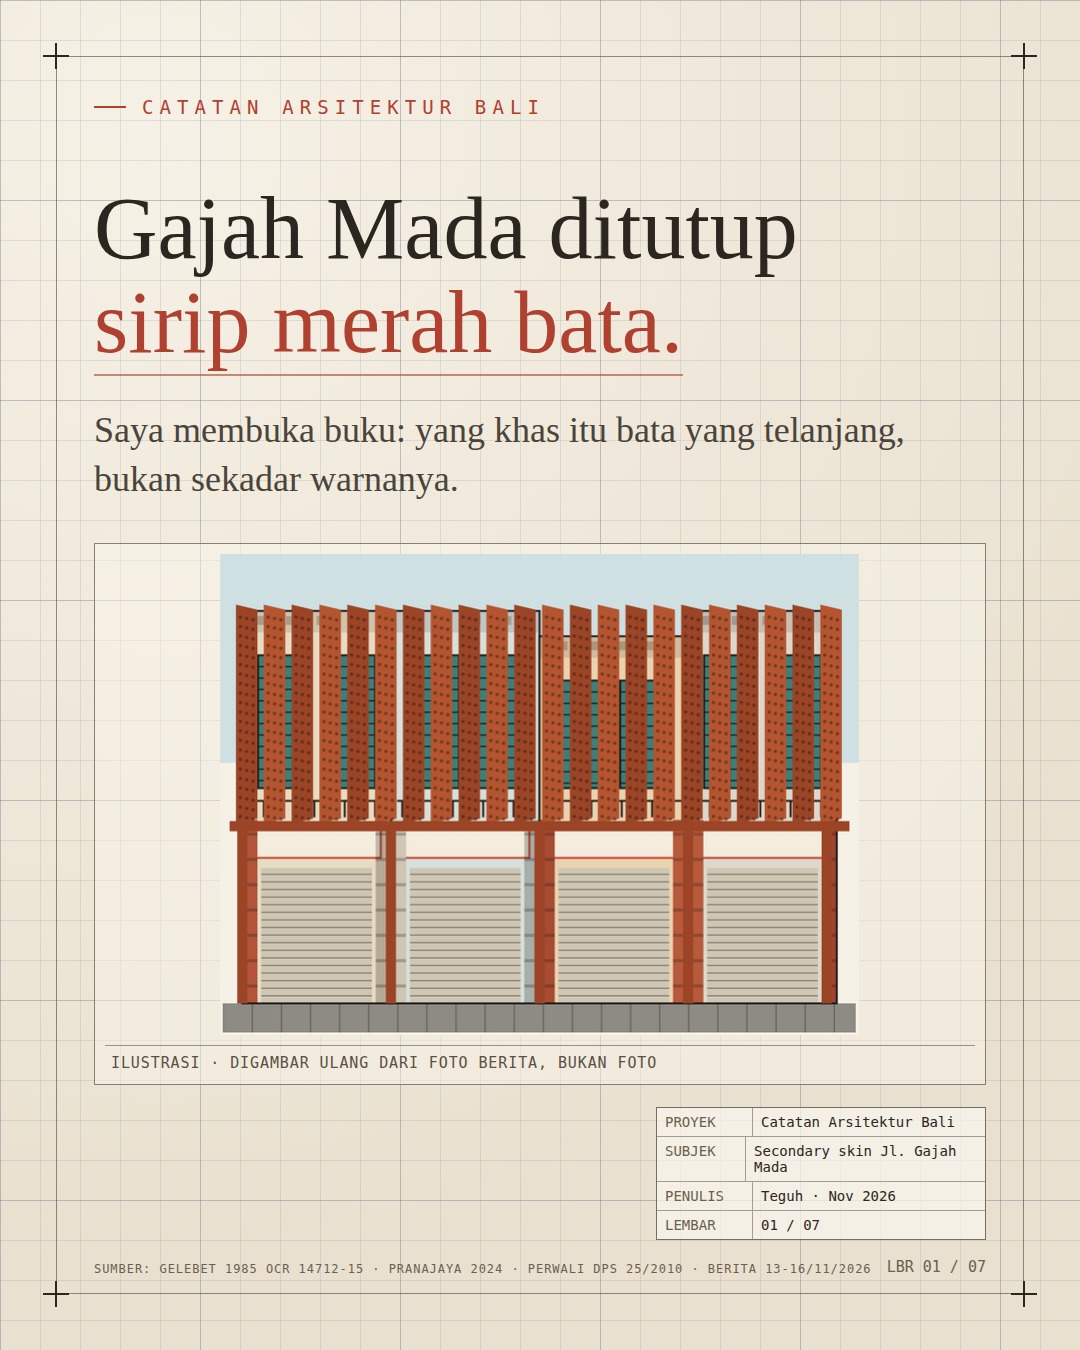 CATATAN ARSITEKTUR BALI
Gajah Mada ditutup
sirip merah bata.
Saya membuka buku: yang khas itu bata yang telanjang,
bukan sekadar warnanya.
ILUSTRASI · DIGAMBAR ULANG DARI FOTO BERITA, BUKAN FOTO
PROYEK Catatan Arsitektur Bali
SUBJEK Secondary skin Jl. Gajah
Mada
PENULIS Teguh · Nov 2026
LEMBAR 01 / 07
SUMBER: GELEBET 1985 OCR 14712-15 · PRANAJAYA 2024 · PERWALI DPS 25/2010 · BERITA 13-16/11/2026 LBR 01 / 07